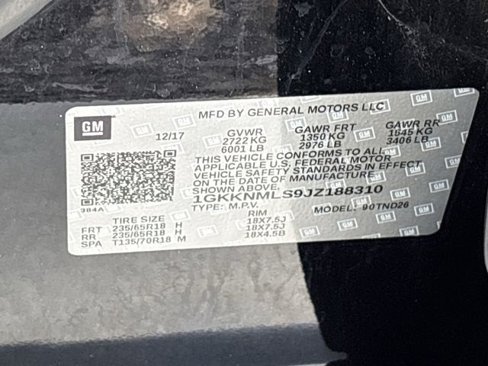 MFD BY GENERAL MOTORS LLC
GM
12/17
GVWR GAWR FRT GAWR RR
2722 KG 1350 KG 1545 KG
6001 LB 2976 LB 3406 LB
THIS VEHICLE CONFORMS TO ALL
APPLICABLE U.S. FEDERAL MOTOR
VEHICLE SAFETY STANDARDS IN EFFECT
ON THE DATE OF MANUFACTURE
SHOWN ABOVE.
1GKKNMLS9JZ188310
TYPE: M.P.V. MODEL: 90TND26
384A
TIRE SIZE RIM
FRT 235/65R18 H 18X7.5J
RR 235/65R18 H 18X7.5J
SPA T135/70R18 M 18X4.5B